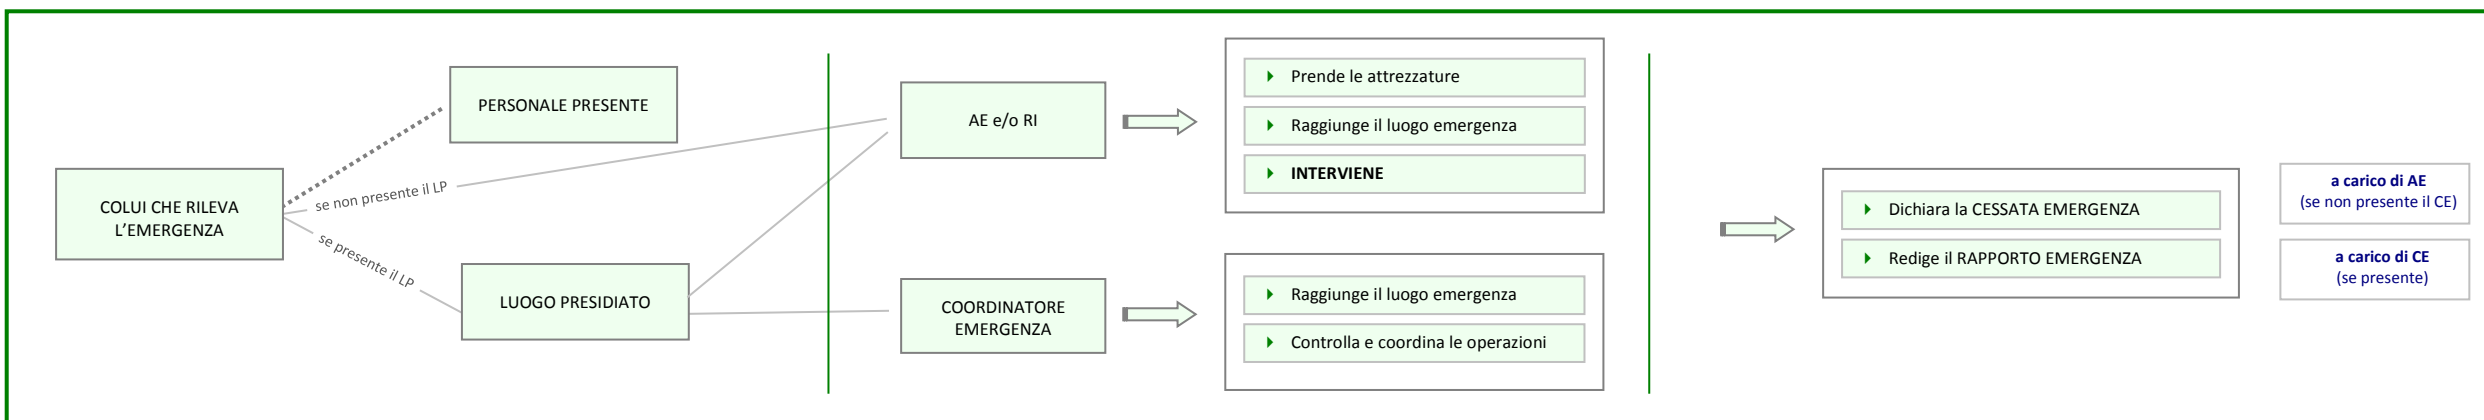 COLUI CHE RILEVA
L’EMERGENZA
PERSONALE PRESENTE
se non presente il LP
se presente il LP
LUOGO PRESIDIATO
AE e/o RI
COORDINATORE
EMERGENZA
Prende le attrezzature
Raggiunge il luogo emergenza
INTERVIENE
Raggiunge il luogo emergenza
Controlla e coordina le operazioni
Dichiara la CESSATA EMERGENZA
Redige il RAPPORTO EMERGENZA
a carico di AE
(se non presente il CE)
a carico di CE
(se presente)